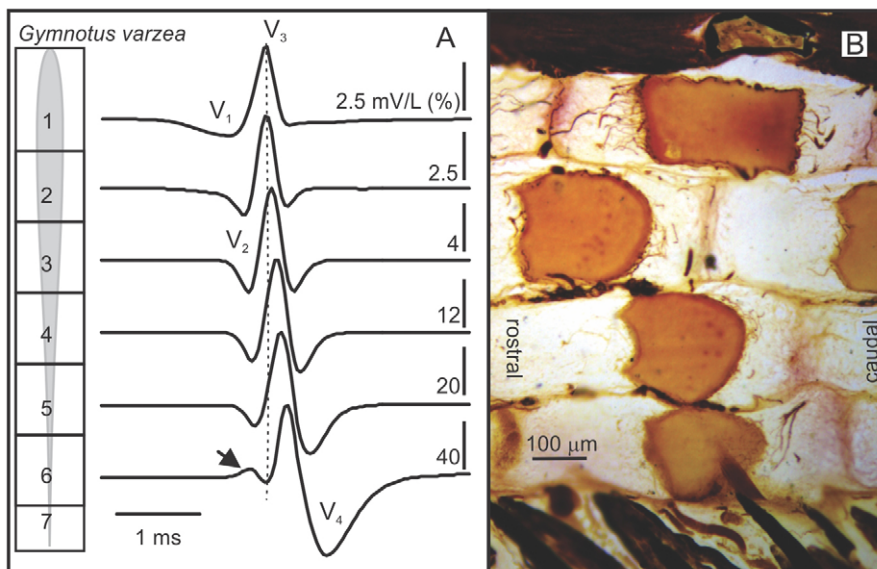 Gymnotus varzea
A
B
V3
V1
V2
V4
1
2
3
4
5
6
7
2.5 mV/L (%)
2.5
4
12
20
40
1 ms
rostral
caudal
100 µm